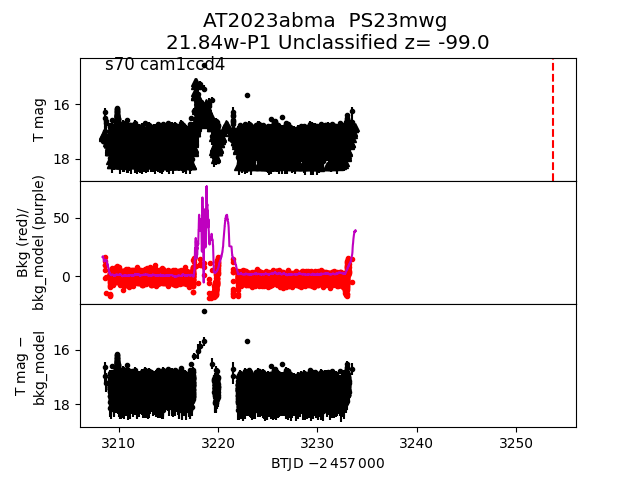 AT2023abma PS23mwg
21.84w-P1 Unclassified z= -99.0
s70 cam1ccd4
T mag
16
18
Bkg (red)/
bkg_model (purple)
50
0
T mag −
bkg_model
16
18
3210 3220 3230 3240 3250
BTJD −2 457 000